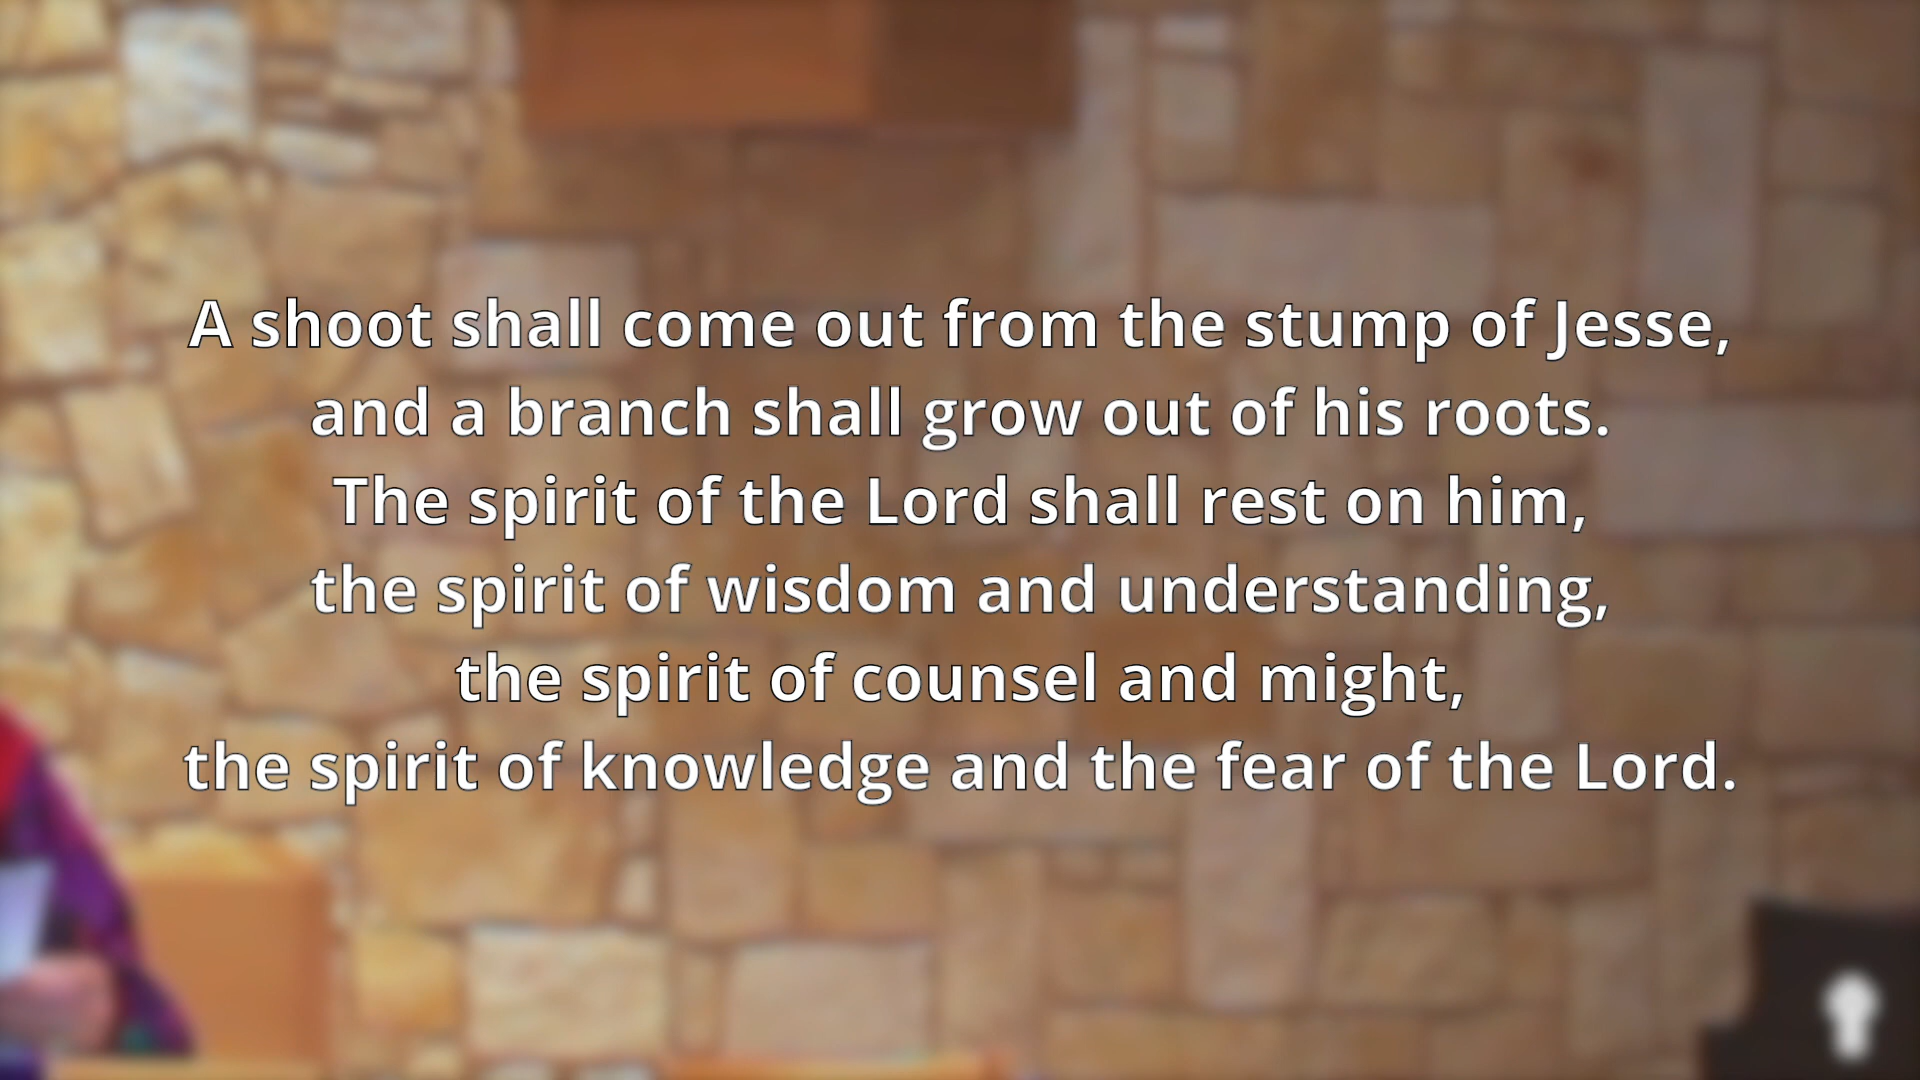 A shoot shall come out from the stump of Jesse,
and a branch shall grow out of his roots.
The spirit of the Lord shall rest on him,
the spirit of wisdom and understanding,
the spirit of counsel and might,
the spirit of knowledge and the fear of the Lord.